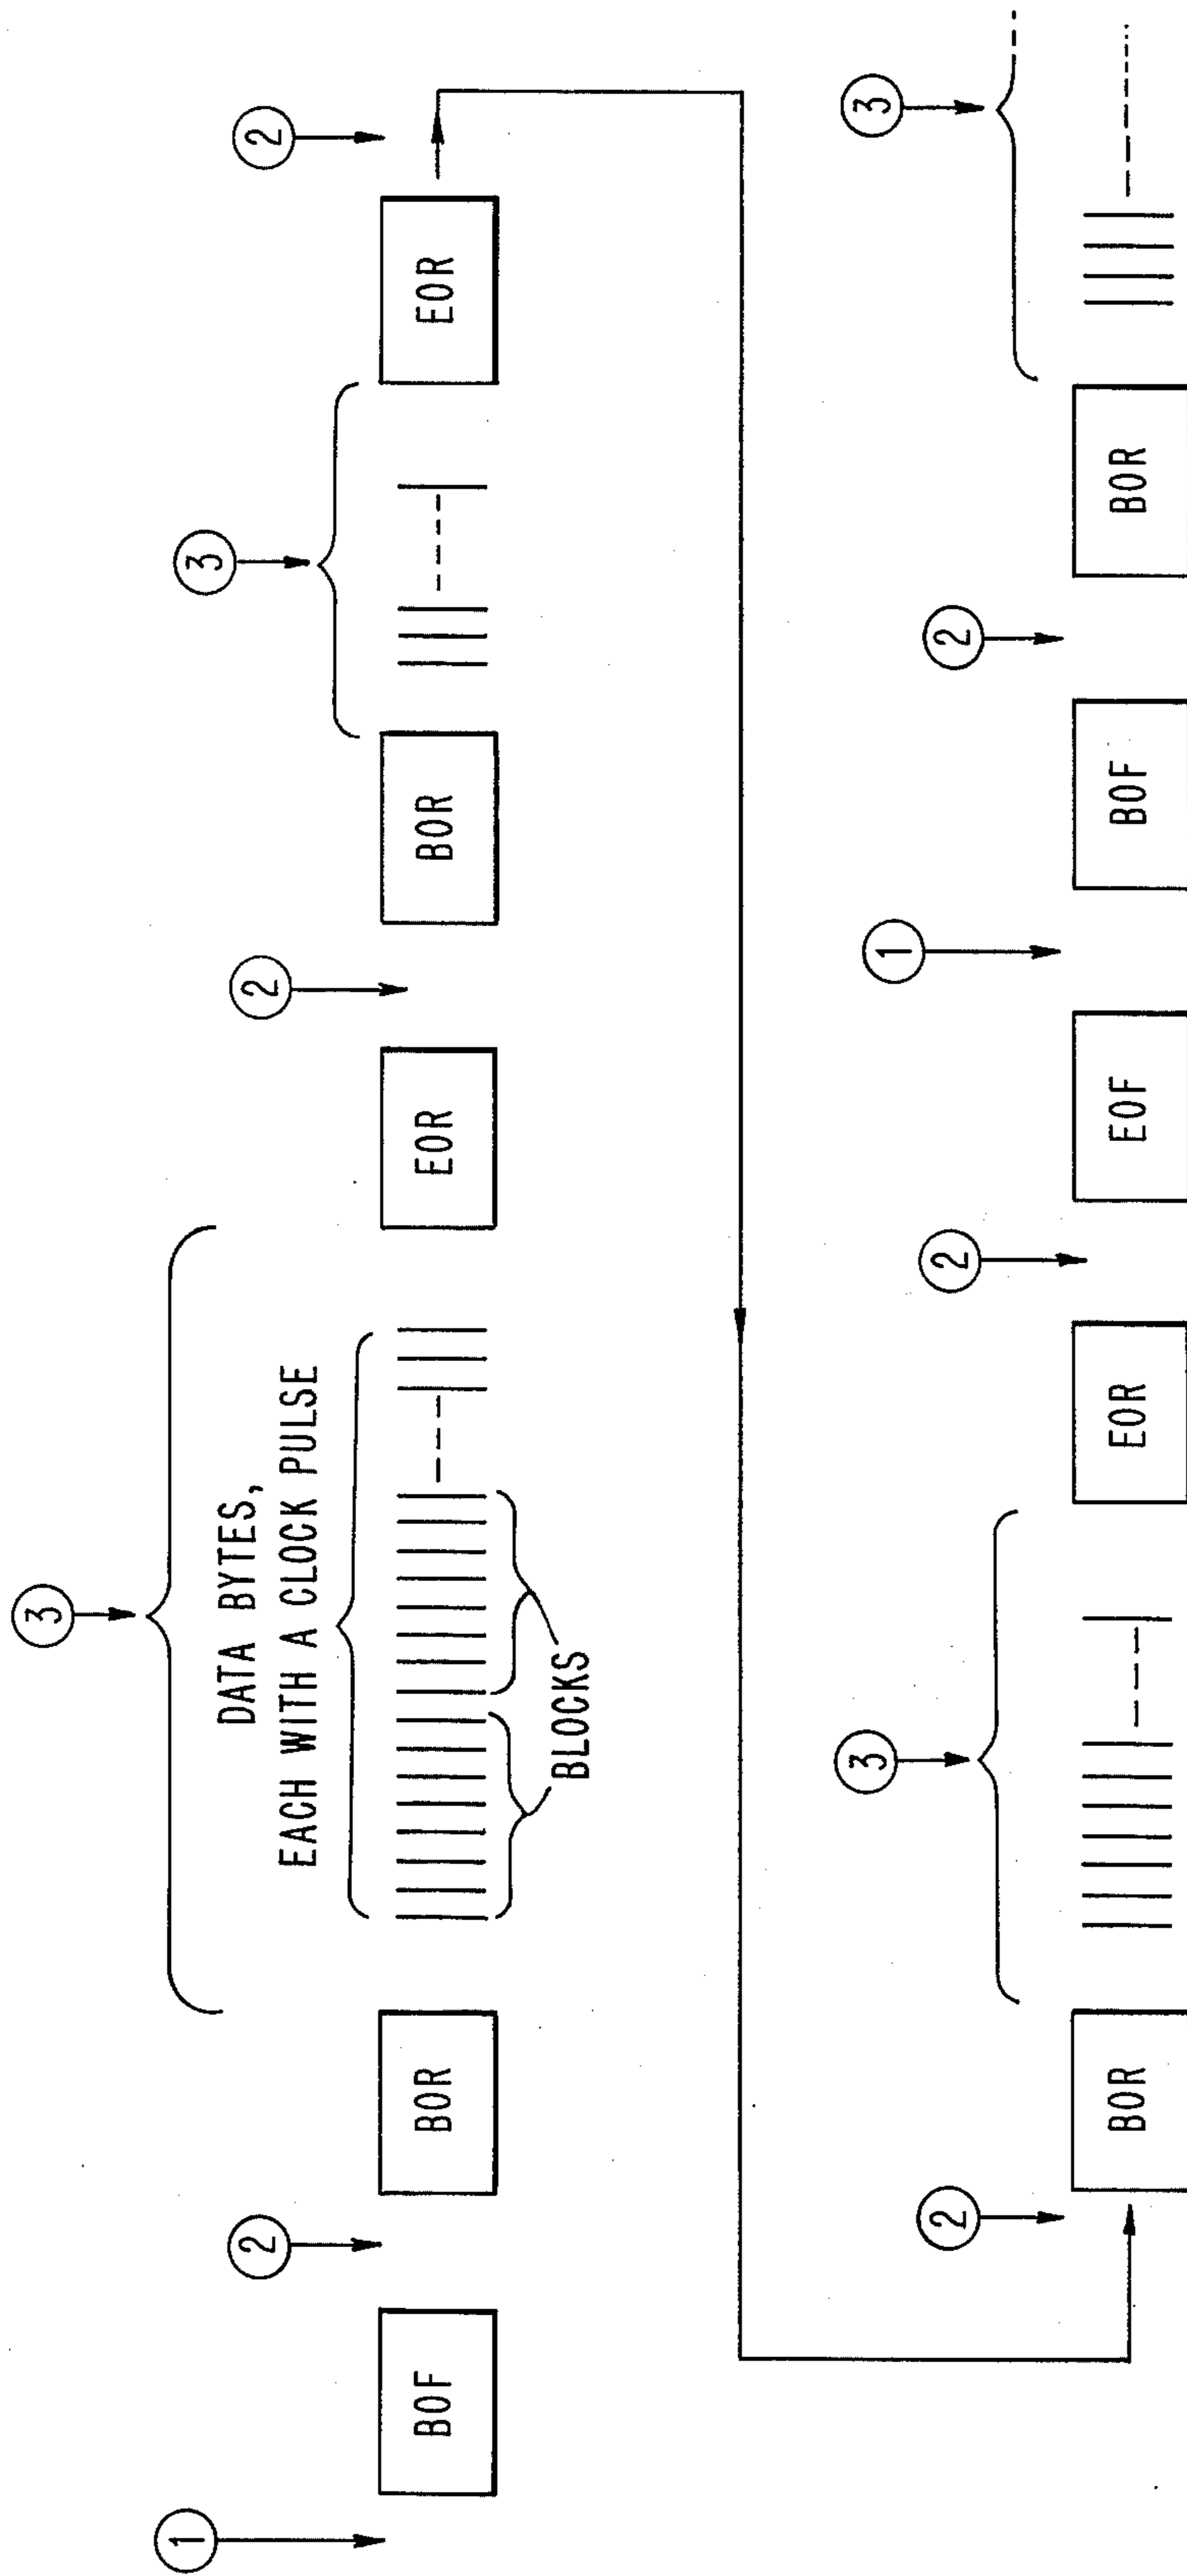 ①
BOF
②
BOR
③
DATA BYTES,
EACH WITH A CLOCK PULSE
BLOCKS
EOR
②
BOR
③
EOR
②
②
BOR
③
EOR
②
EOF
①
BOF
②
BOR
③